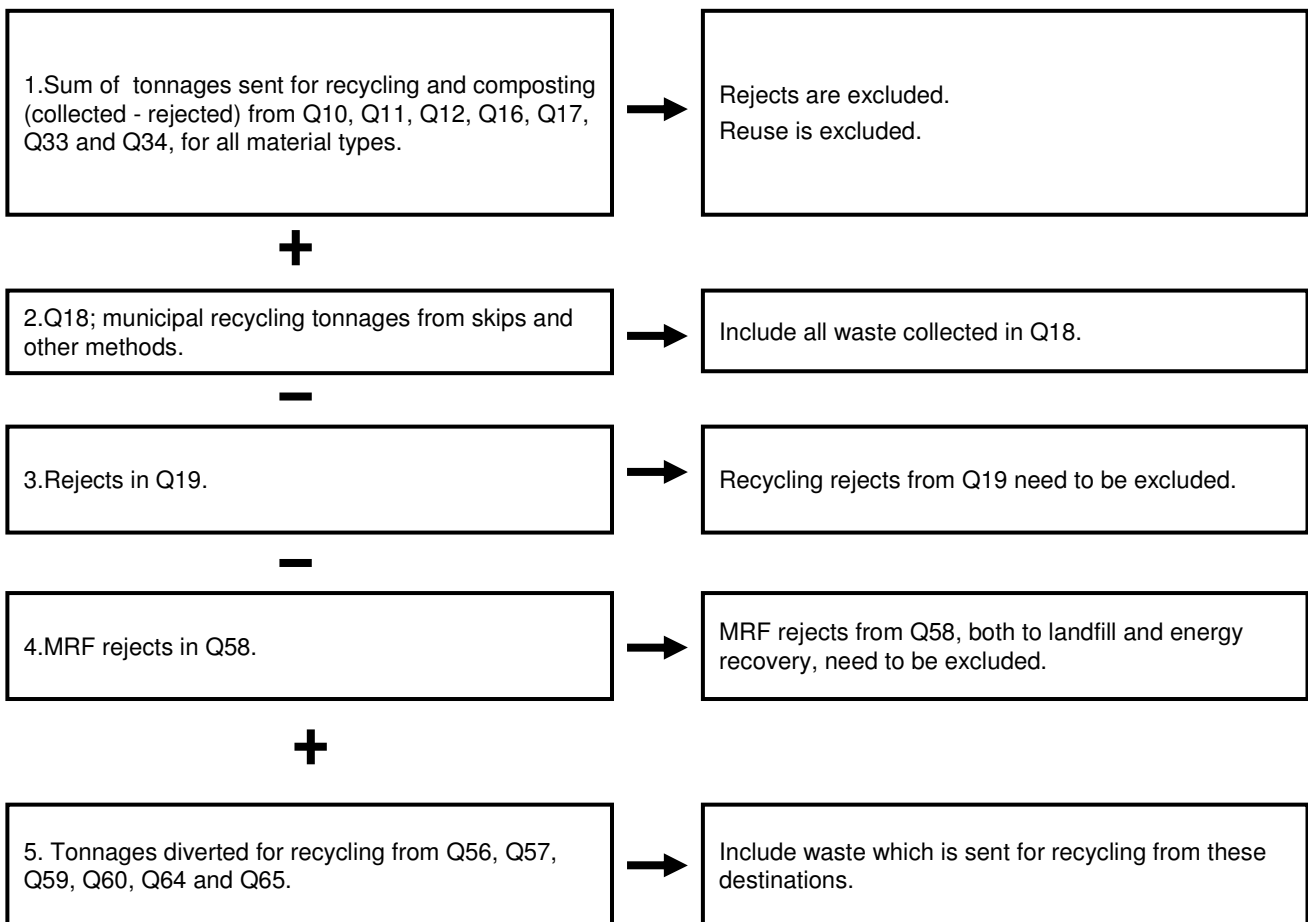 1.Sum of tonnages sent for recycling and composting
(collected - rejected) from Q10, Q11, Q12, Q16, Q17,
Q33 and Q34, for all material types.
Rejects are excluded.
Reuse is excluded.
+
2.Q18; municipal recycling tonnages from skips and
other methods.
Include all waste collected in Q18.
−
3.Rejects in Q19.
Recycling rejects from Q19 need to be excluded.
−
4.MRF rejects in Q58.
MRF rejects from Q58, both to landfill and energy
recovery, need to be excluded.
+
5. Tonnages diverted for recycling from Q56, Q57,
Q59, Q60, Q64 and Q65.
Include waste which is sent for recycling from these
destinations.